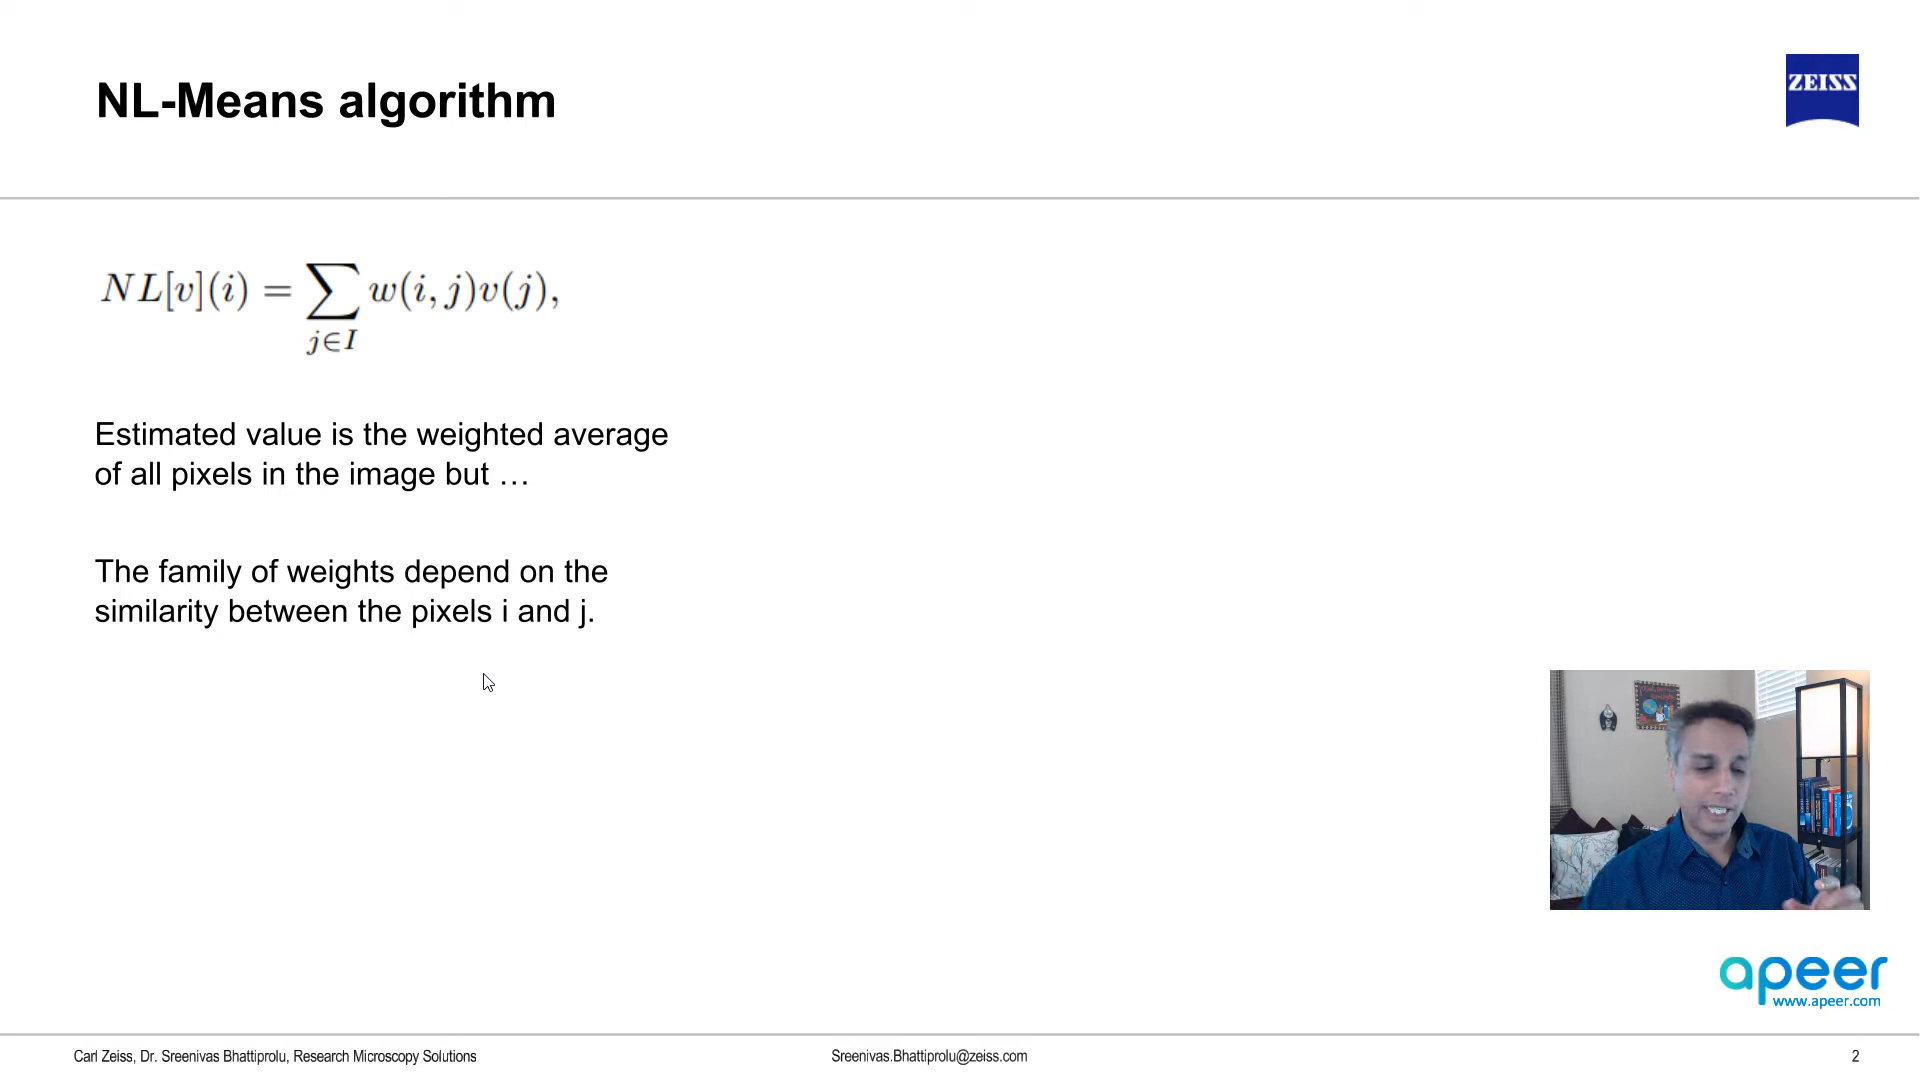 NL-Means algorithm
ZEISS
NL[v](i) = ∑ w(i, j)v(j),
j∈I
Estimated value is the weighted average
of all pixels in the image but …
The family of weights depend on the
similarity between the pixels i and j.
apeer
www.apeer.com
Carl Zeiss, Dr. Sreenivas Bhattiprolu, Research Microscopy Solutions
Sreenivas.Bhattiprolu@zeiss.com
2